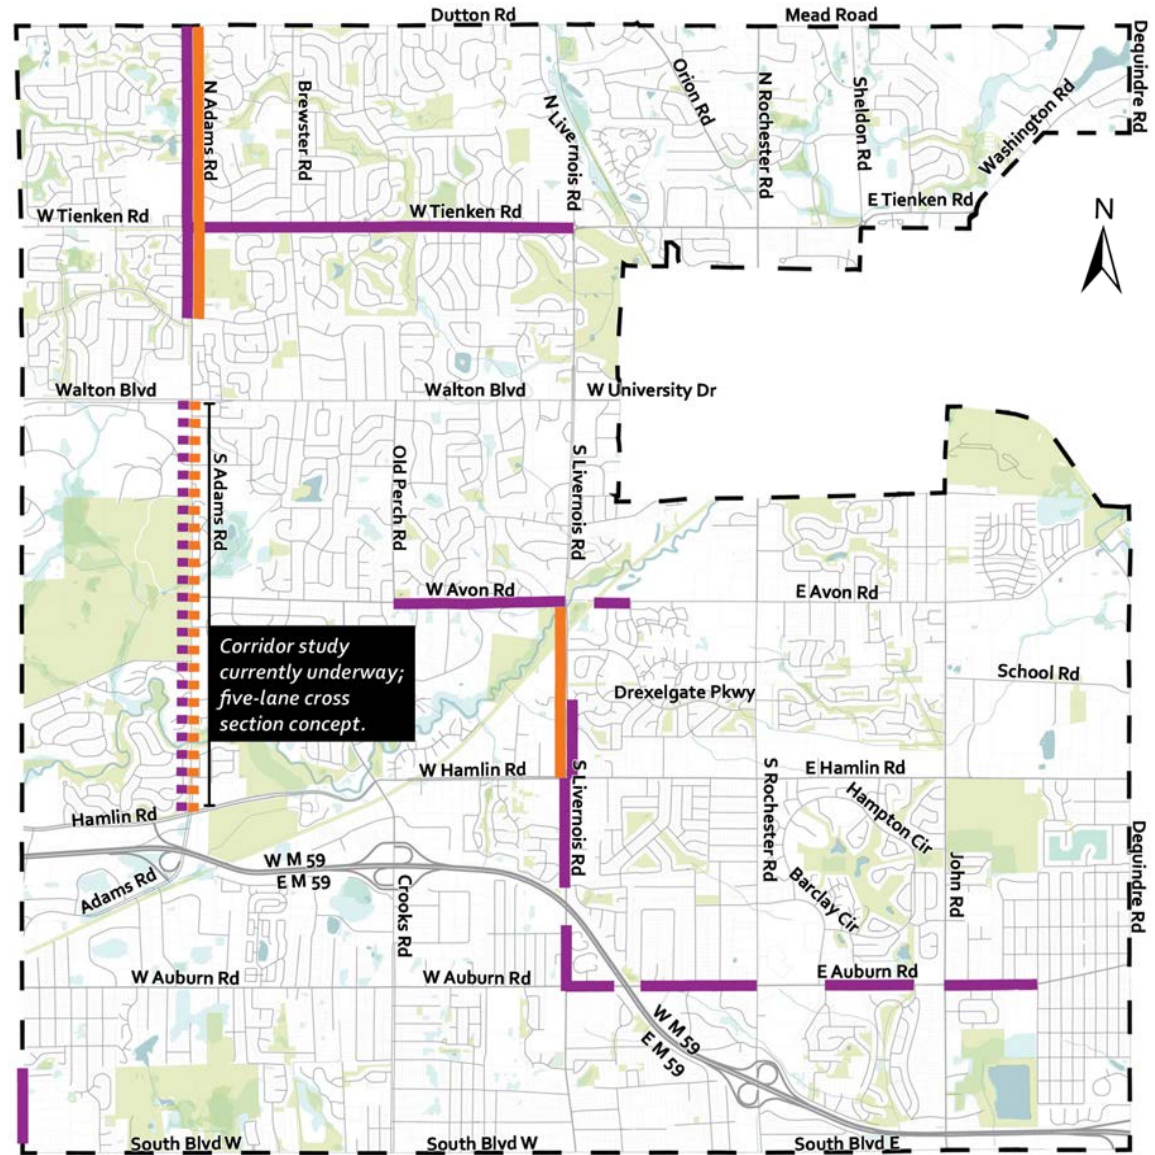 Dutton Rd
Mead Road
Dequindre Rd
N Adams Rd
Brewster Rd
N Livernois Rd
Orion Rd
N Rochester Rd
Sheldon Rd
Washington Rd
W Tienken Rd
W Tienken Rd
E Tienken Rd
N
Walton Blvd
Walton Blvd
W University Dr
S Adams Rd
Old Perch Rd
S Livernois Rd
W Avon Rd
E Avon Rd
Corridor study
currently underway;
five-lane cross
section concept.
School Rd
Drexelgate Pkwy
W Hamlin Rd
E Hamlin Rd
Hamlin Rd
S Livernois Rd
S Rochester Rd
Hampton Cir
Barclay Cir
John Rd
Dequindre Rd
W M 59
E M 59
Adams Rd
Crooks Rd
W Auburn Rd
W Auburn Rd
E Auburn Rd
W M 59
E M 59
South Blvd W
South Blvd W
South Blvd E